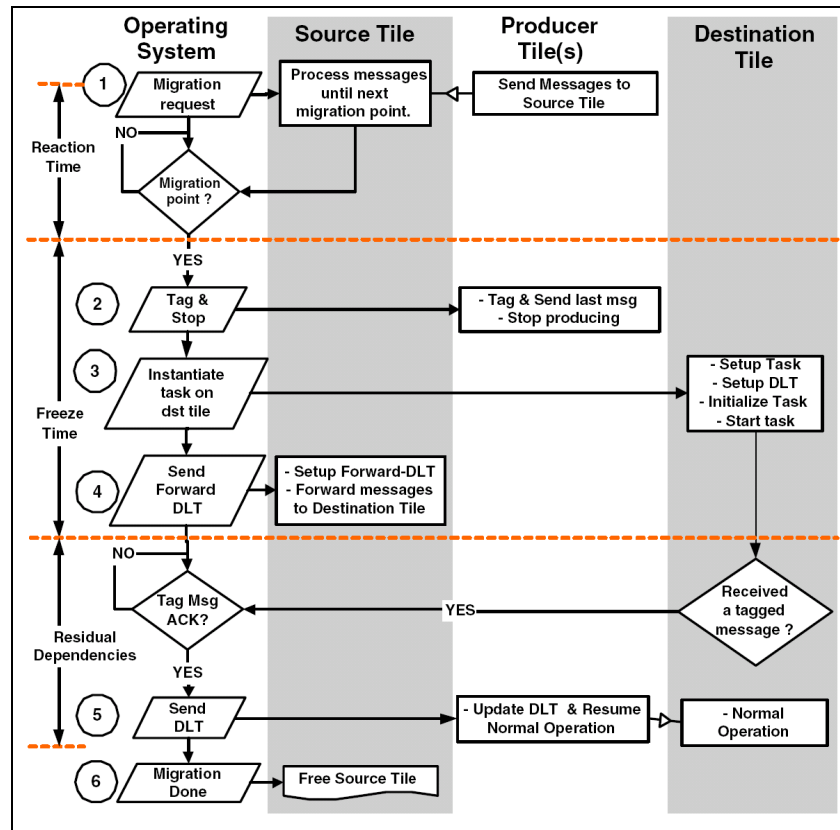 Operating
System
Source Tile
Producer
Tile(s)
Destination
Tile
1
Migration
request
Process messages
until next
migration point.
Send Messages to
Source Tile
NO
Reaction
Time
Migration
point ?
YES
2
Tag &
Stop
- Tag & Send last msg
- Stop producing
3
Instantiate
task on
dst tile
- Setup Task
- Setup DLT
- Initialize Task
- Start task
Freeze
Time
4
Send
Forward
DLT
- Setup Forward-DLT
- Forward messages
to Destination Tile
NO
Tag Msg
ACK?
YES
Received
a tagged
message ?
Residual
Dependencies
YES
5
Send
DLT
- Update DLT & Resume
Normal Operation
- Normal
Operation
6
Migration
Done
Free Source Tile